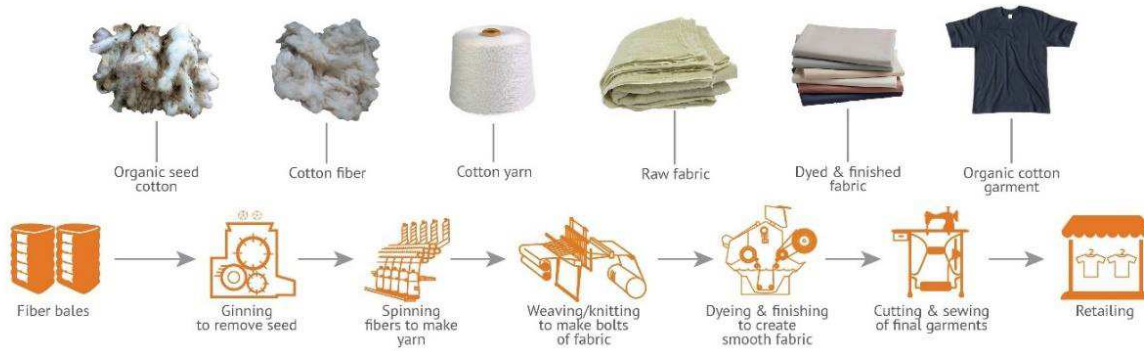 Organic seed
cotton
Cotton fiber
Cotton yarn
Raw fabric
Dyed & finished
fabric
Organic cotton
garment
Fiber bales
Ginning
to remove seed
Spinning
fibers to make
yarn
Weaving/knitting
to make bolts
of fabric
Dyeing & finishing
to create
smooth fabric
Cutting & sewing
of final garments
Retailing